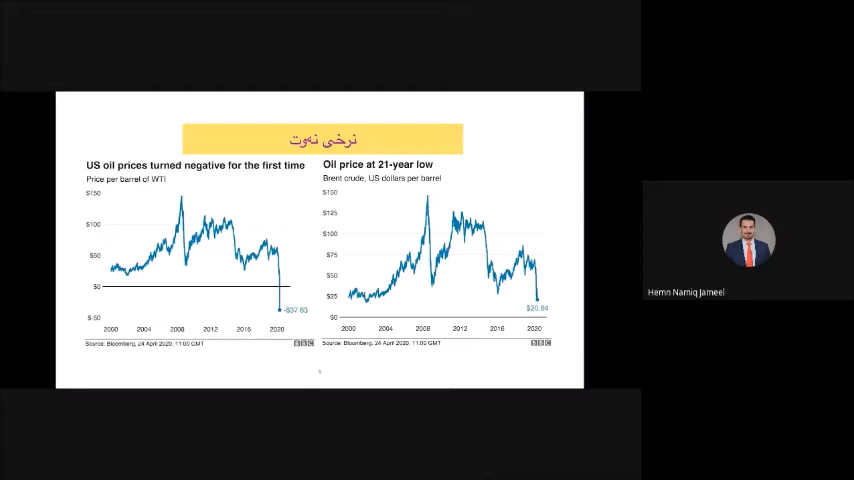 نرخی نەوت
US oil prices turned negative for the first time
Price per barrel of WTI
$150
$100
$50
$0
$-50
-$37.63
2000 2004 2008 2012 2016 2020
Source: Bloomberg, 24 April 2020, 11:00 GMT
BBC
Oil price at 21-year low
Brent crude, US dollars per barrel
$150
$125
$100
$75
$50
$25
$0
$20.84
2000 2004 2008 2012 2016 2020
Source: Bloomberg, 24 April 2020, 11:00 GMT
BBC
Hemn Namiq Jameel